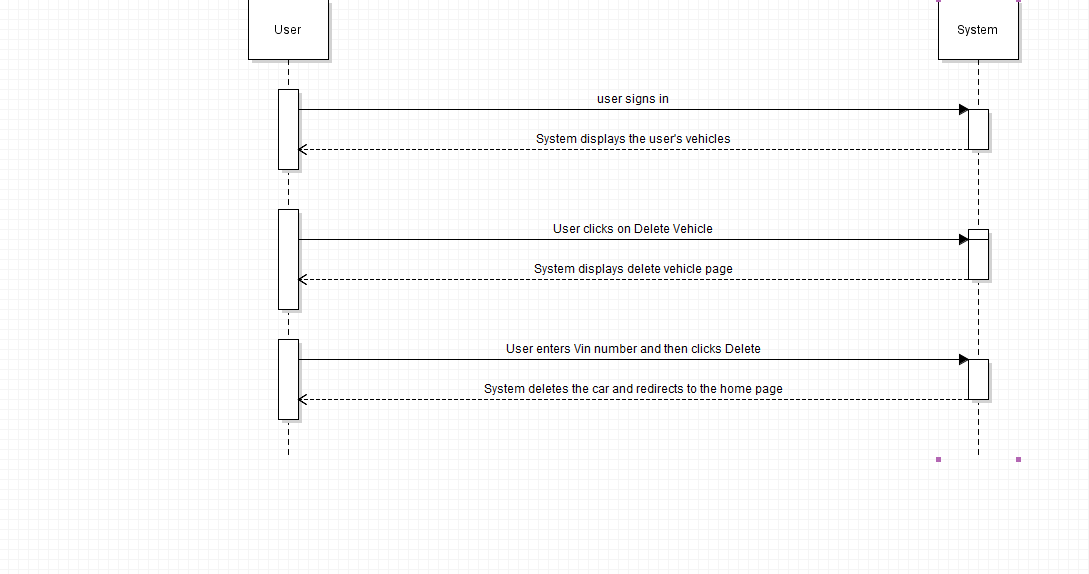 User
System
user signs in
System displays the user's vehicles
User clicks on Delete Vehicle
System displays delete vehicle page
User enters Vin number and then clicks Delete
System deletes the car and redirects to the home page